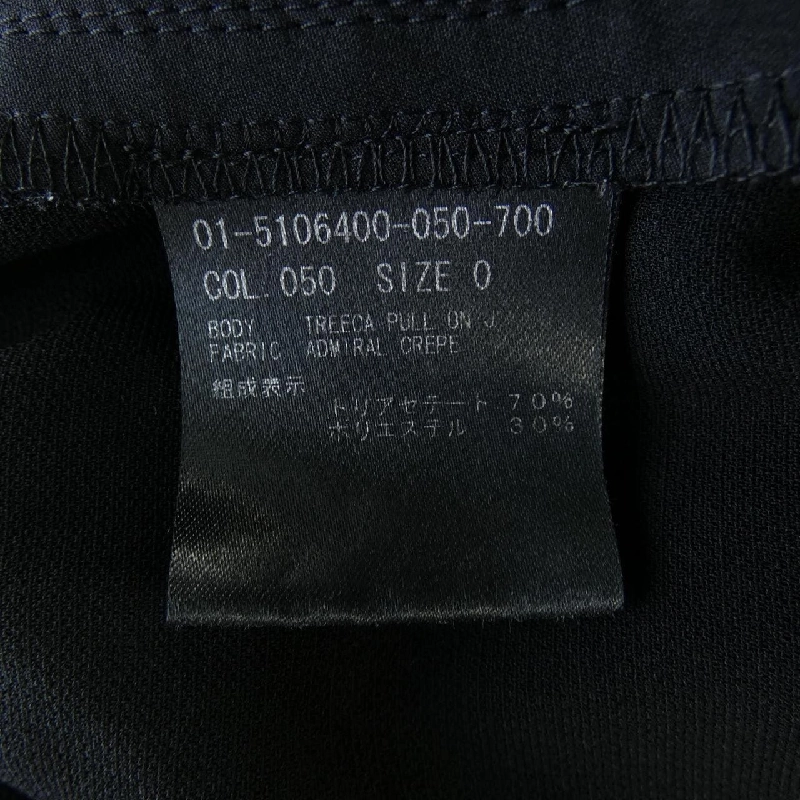 01-5106400-050-700
COL. 050 SIZE 0
BODY TREECA PULL ON J
FABRIC ADMIRAL CREPE
組成表示
トリアセテート 70%
ポリエステル 30%